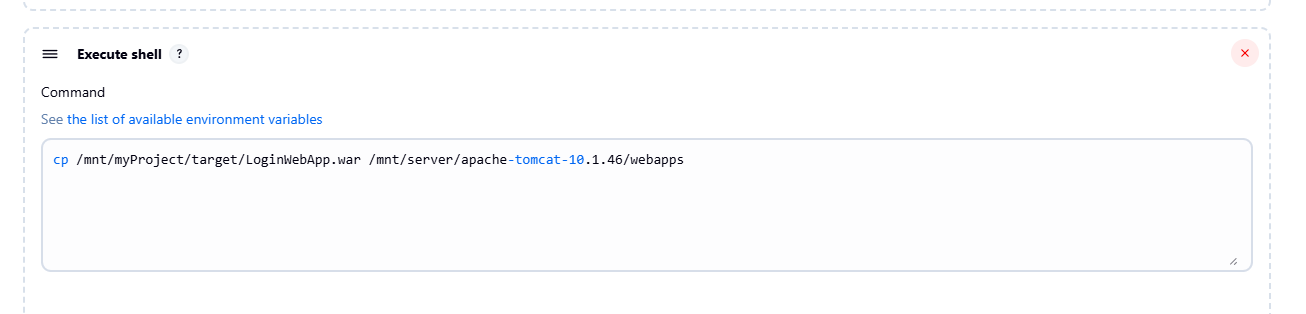 Execute shell ?
Command
See the list of available environment variables
cp /mnt/myProject/target/LoginWebApp.war /mnt/server/apache-tomcat-10.1.46/webapps